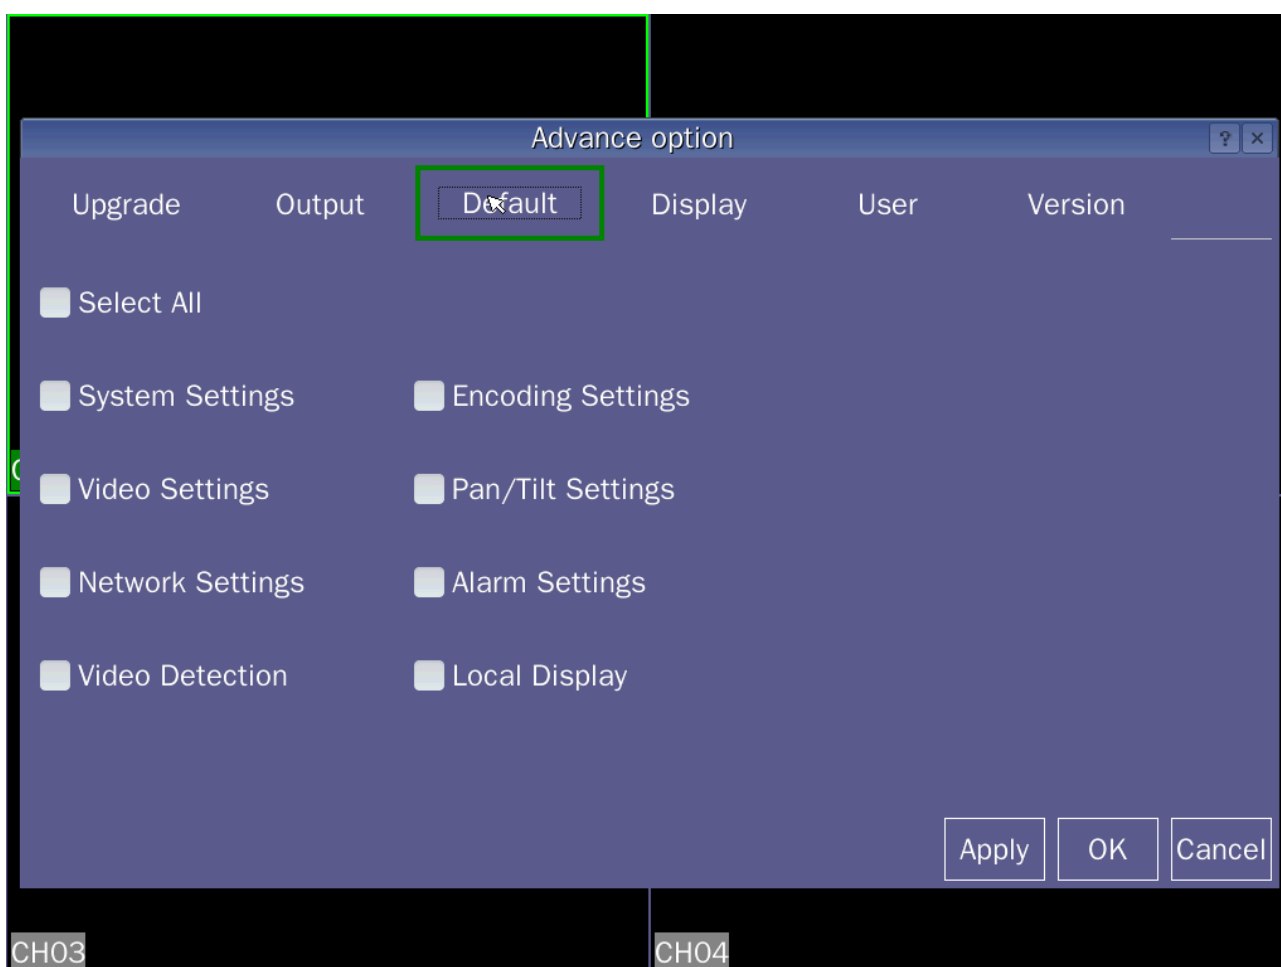 Advance option
?
×
Upgrade Output Default Display User Version
Select All
System Settings Encoding Settings
Video Settings Pan/Tilt Settings
Network Settings Alarm Settings
Video Detection Local Display
Apply OK Cancel
CH03 CH04